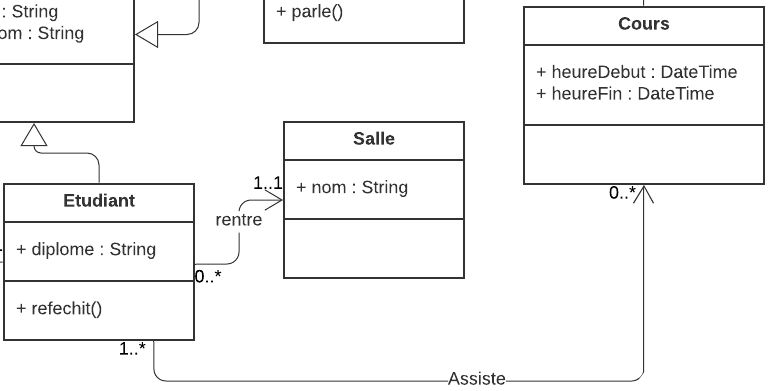 : String
om : String
+ parle()
Cours
+ heureDebut : DateTime
+ heureFin : DateTime
Salle
+ nom : String
1..1
rentre
0..*
Etudiant
+ diplome : String
+ refechit()
0..*
1..*
Assiste